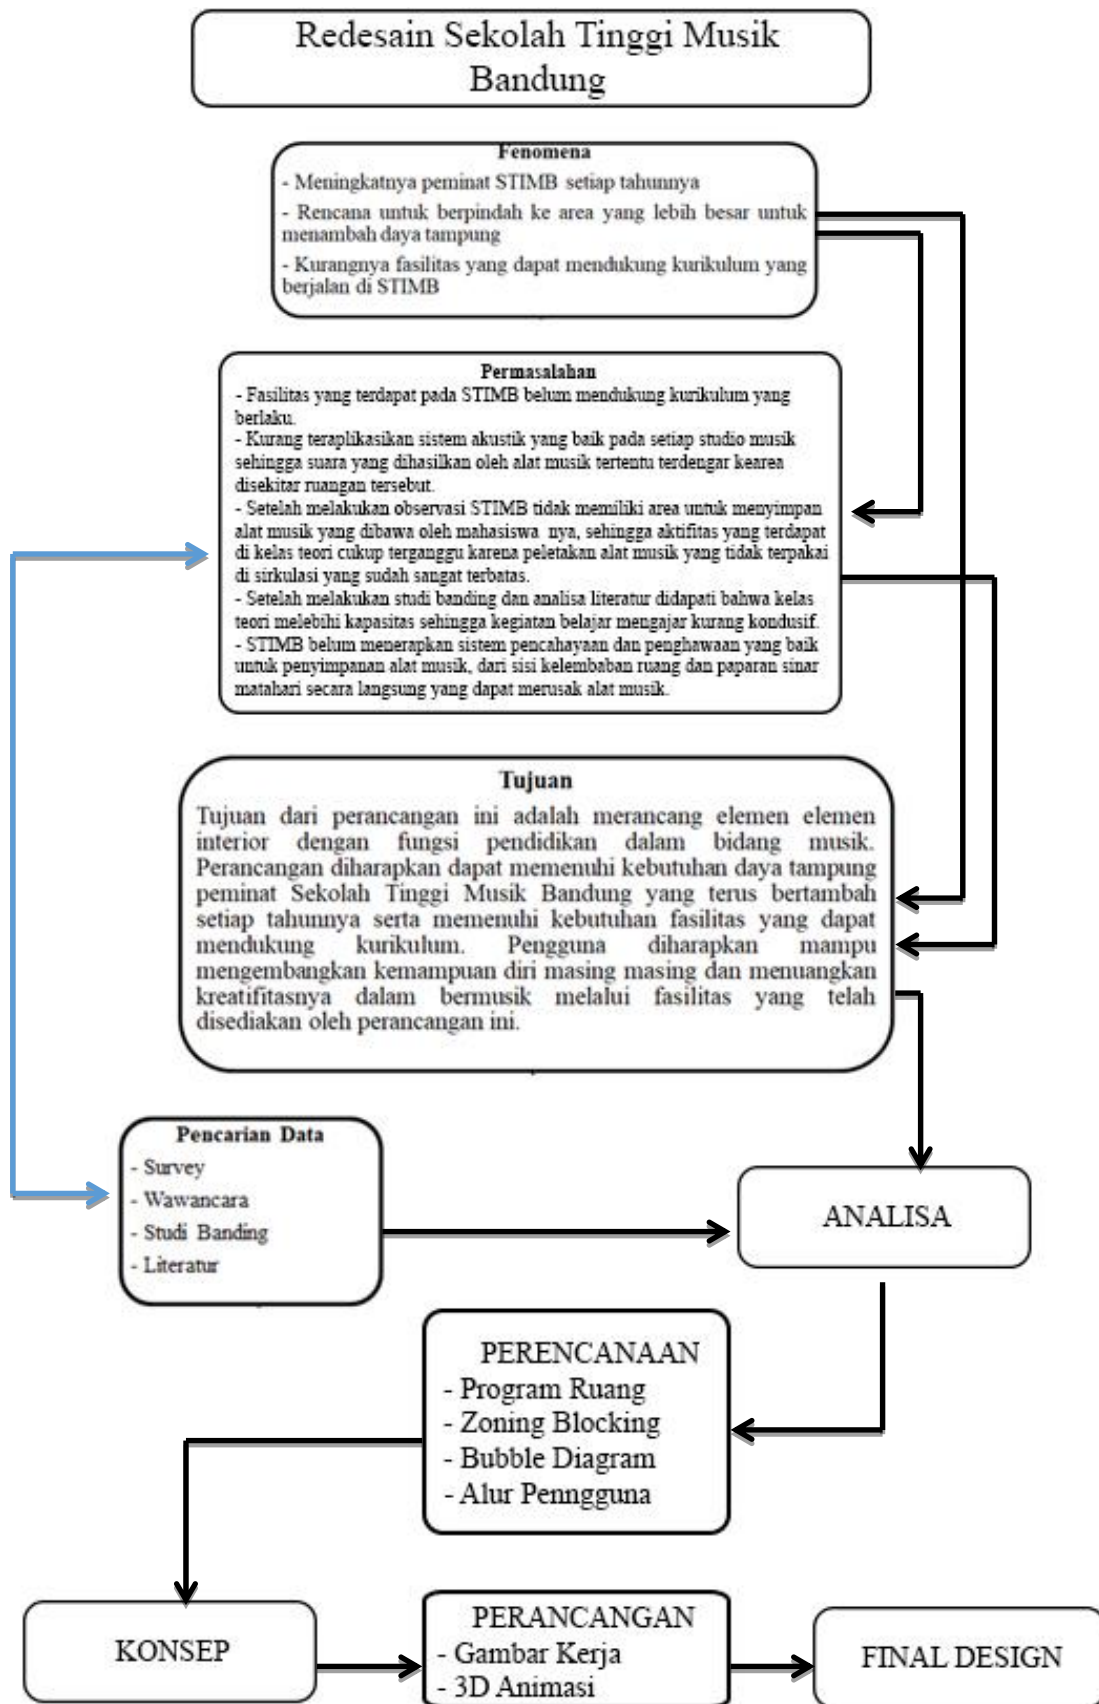 Redesain Sekolah Tinggi Musik
Bandung
Fenomena
- Meningkatnya peminat STIMB setiap tahunnya
- Rencana untuk berpindah ke area yang lebih besar untuk
menambah daya tampung
- Kurangnya fasilitas yang dapat mendukung kurikulum yang
berjalan di STIMB
Permasalahan
- Fasilitas yang terdapat pada STIMB belum mendukung kurikulum yang
berlaku.
- Kurang teraplikasikan sistem akustik yang baik pada setiap studio musik
sehingga suara yang dihasilkan oleh alat musik tertentu terdengar kearea
disekitar ruangan tersebut.
- Setelah melakukan observasi STIMB tidak memiliki area untuk menyimpan
alat musik yang dibawa oleh mahasiswa nya, sehingga aktifitas yang terdapat
di kelas teori cukup terganggu karena peletakan alat musik yang tidak terpakai
di sirkulasi yang sudah sangat terbatas.
- Setelah melakukan studi banding dan analisa literatur didapati bahwa kelas
teori melebihi kapasitas sehingga kegiatan belajar mengajar kurang kondusif.
- STIMB belum menerapkan sistem pencahayaan dan penghawaan yang baik
untuk penyimpanan alat musik, dari sisi kelembaban ruang dan paparan sinar
matahari secara langsung yang dapat merusak alat musik.
Tujuan
Tujuan dari perancangan ini adalah merancang elemen elemen
interior dengan fungsi pendidikan dalam bidang musik.
Perancangan diharapkan dapat memenuhi kebutuhan daya tampung
peminat Sekolah Tinggi Musik Bandung yang terus bertambah
setiap tahunnya serta memenuhi kebutuhan fasilitas yang dapat
mendukung kurikulum. Pengguna diharapkan mampu
mengembangkan kemampuan diri masing masing dan menuangkan
kreatifitasnya dalam bermusik melalui fasilitas yang telah
disediakan oleh perancangan ini.
Pencarian Data
- Survey
- Wawancara
- Studi Banding
- Literatur
ANALISA
PERENCANAAN
- Program Ruang
- Zoning Blocking
- Bubble Diagram
- Alur Penngguna
KONSEP
PERANCANGAN
- Gambar Kerja
- 3D Animasi
FINAL DESIGN